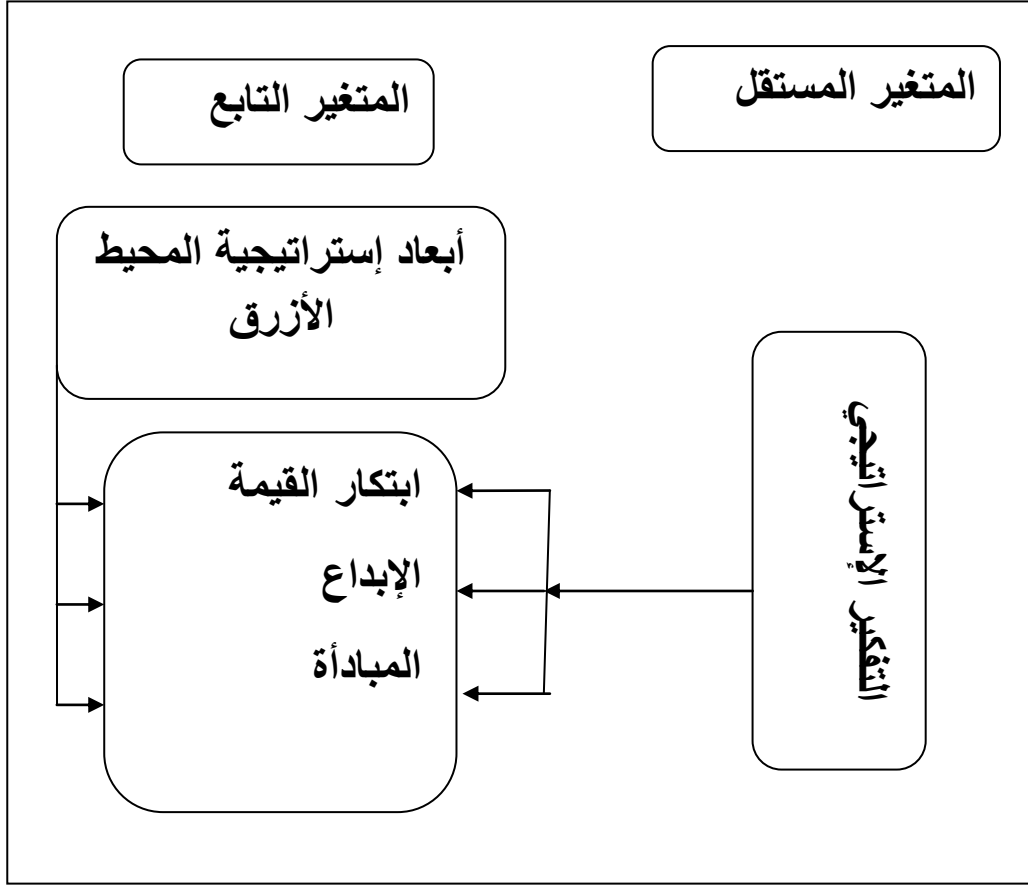 المتغير المستقل
المتغير التابع
أبعاد إستراتيجية المحيط
الأزرق
التفكير الإستراتيجي
ابتكار القيمة
الإبداع
المبادأة